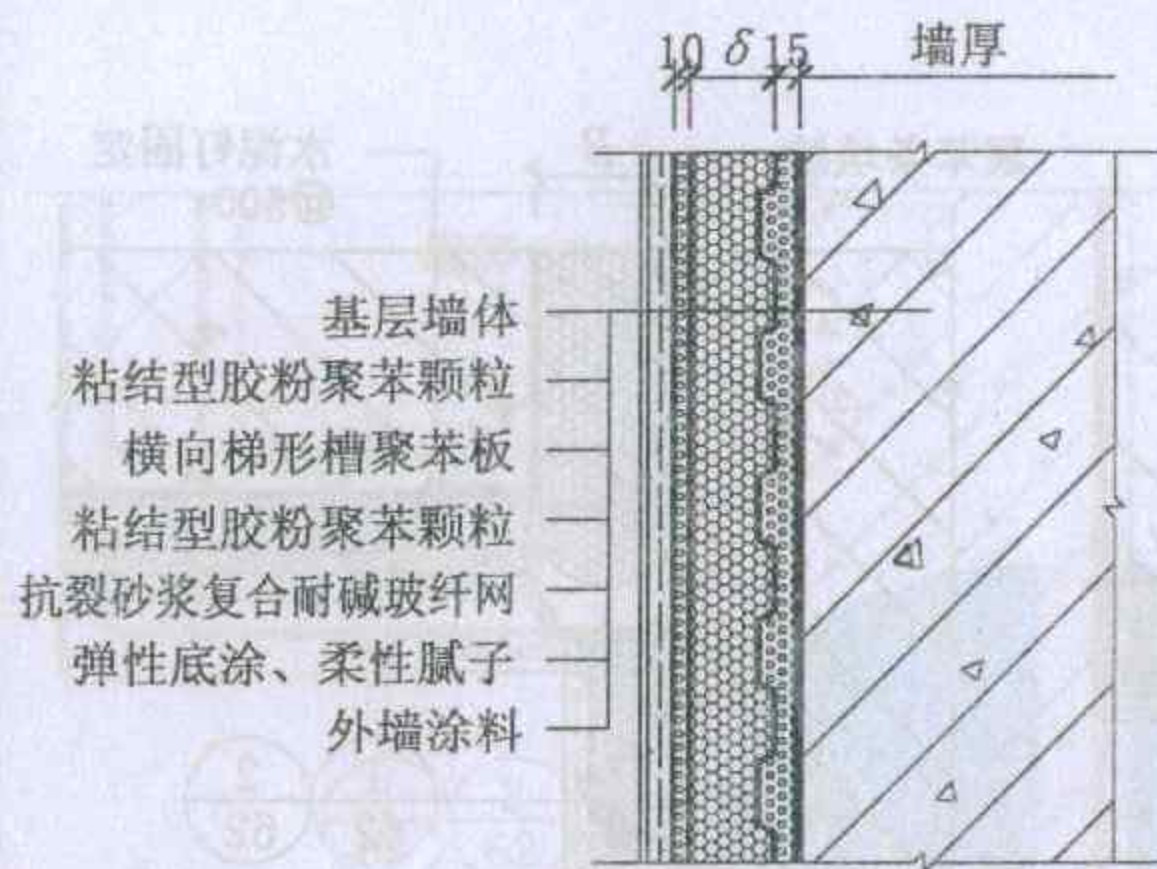 10 δ 15 墙厚
基层墙体
粘结型胶粉聚苯颗粒
横向梯形槽聚苯板
粘结型胶粉聚苯颗粒
抗裂砂浆复合耐碱玻纤网
弹性底涂、柔性腻子
外墙涂料